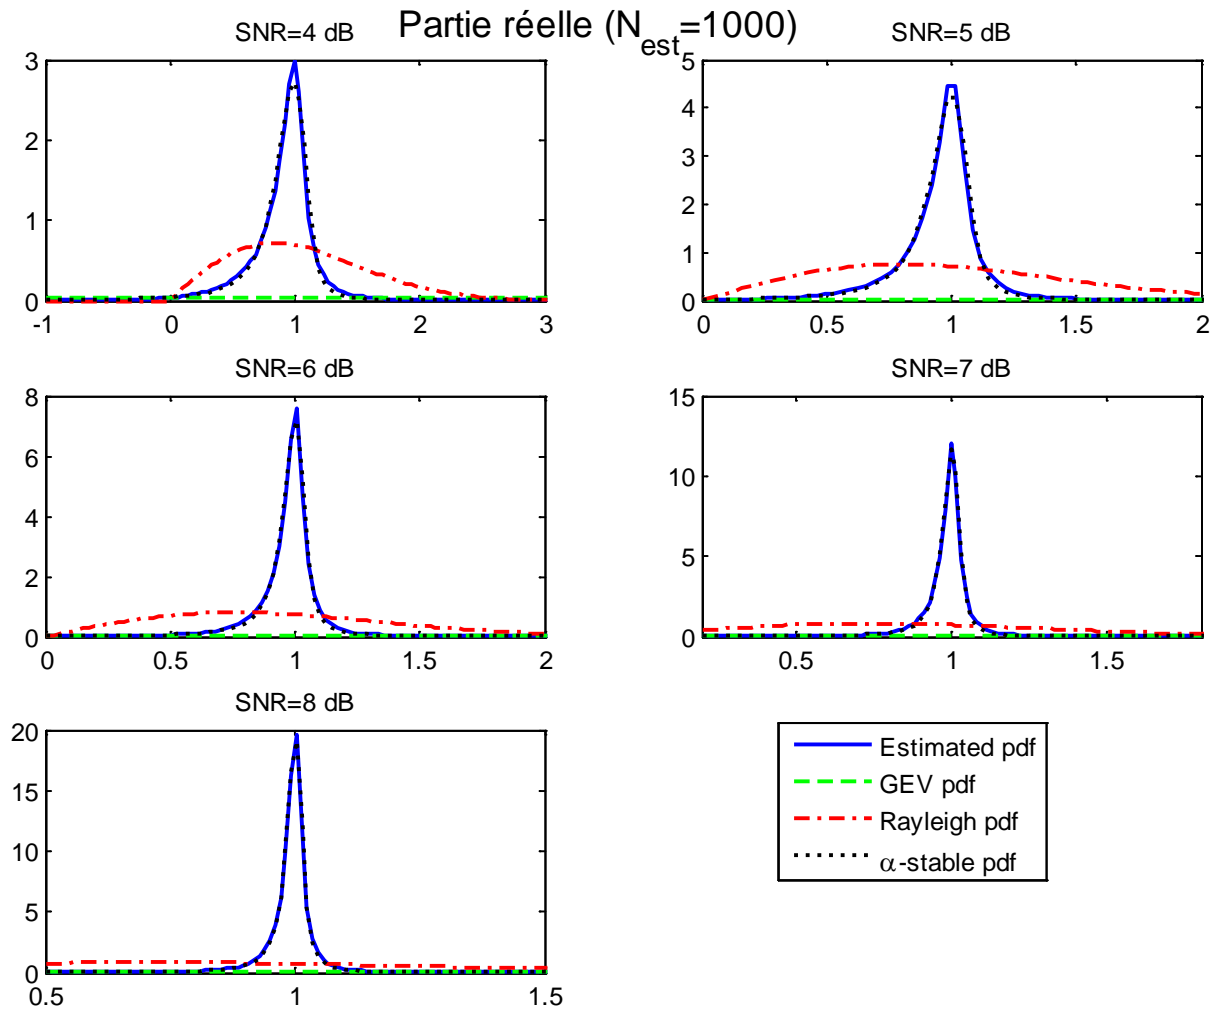 Partie réelle (N_est=1000)
SNR=4 dB
3
2
1
0
-1 0 1 2 3
SNR=5 dB
5
4
3
2
1
0
0 0.5 1 1.5 2
SNR=6 dB
8
6
4
2
0
0 0.5 1 1.5 2
SNR=7 dB
15
10
5
0
0.5 1 1.5
SNR=8 dB
20
15
10
5
0
0.5 1 1.5
Estimated pdf
GEV pdf
Rayleigh pdf
α-stable pdf